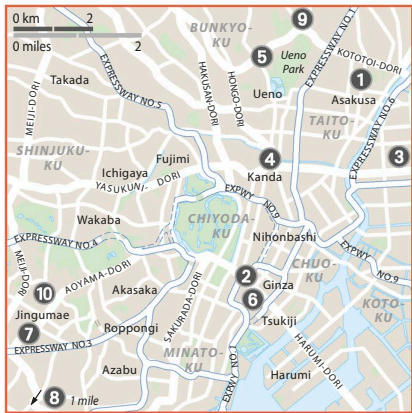 0 km 2
0 miles 2
BUNKYO-
KU
9
EXPRESSWAY NO.1
KOTOTOI-DORI
5
Ueno
Park
1
Takada
EXPRESSWAY NO.5
HAKUSAN-DORI
HONGO-DORI
Ueno
Asakusa
EXPRESSWAY NO.6
MEIJI-DORI
TAITO-
KU
SHINJUKU-
KU
Fujimi
4
3
Ichigaya
Kanda
YASUKUNI- DORI
EXPWY NO.9
Wakaba
CHIYODA-
KU
Nihonbashi
EXPRESSWAY NO.4
EXPWY NO.9
MEIJI-DORI
AOYAMA-DORI
CHUO-
KU
2
10
Akasaka
SAKURADA-DORI
Ginza
6
KOTO-
KU
Jingumae
Roppongi
Tsukiji
7
HARUMI-DORI
EXPRESSWAY NO.3
MINATO-
KU
Azabu
EXPWY NO.1
Harumi
8 1 mile